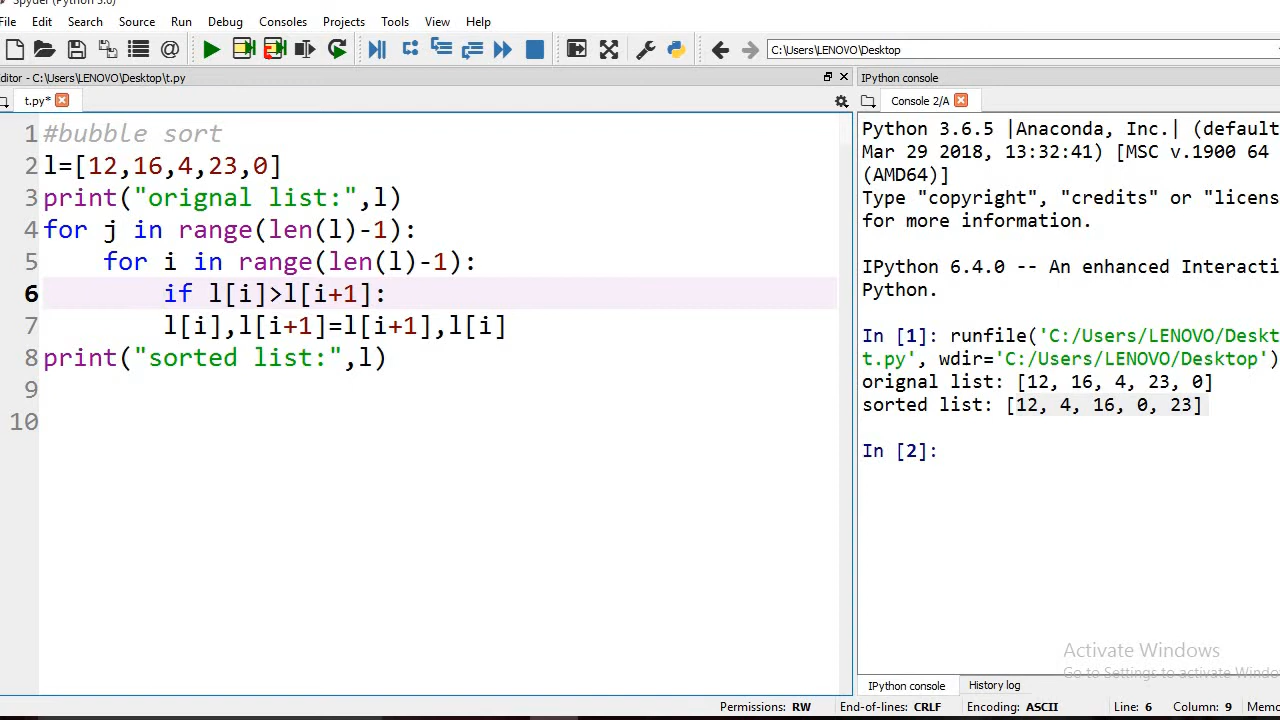 Spyder (Python 3.6)
File Edit Search Source Run Debug Consoles Projects Tools View Help
C:\Users\LENOVO\Desktop
ditor - C:\Users\LENOVO\Desktop\t.py
IPython console
t.py*
Console 2/A
1 #bubble sort
2 l=[12,16,4,23,0]
3 print("orignal list:",l)
4 for j in range(len(l)-1):
5     for i in range(len(l)-1):
6         if l[i]>l[i+1]:
7         l[i],l[i+1]=l[i+1],l[i]
8 print("sorted list:",l)
9
10
Python 3.6.5 |Anaconda, Inc.| (default
Mar 29 2018, 13:32:41) [MSC v.1900 64
(AMD64)]
Type "copyright", "credits" or "licens
for more information.
IPython 6.4.0 -- An enhanced Interacti
Python.
In [1]: runfile('C:/Users/LENOVO/Deskt
t.py', wdir='C:/Users/LENOVO/Desktop')
orignal list: [12, 16, 4, 23, 0]
sorted list: [12, 4, 16, 0, 23]
In [2]:
Activate Windows
Go to Settings to activate Windo
IPython console History log
Permissions: RW End-of-lines: CRLF Encoding: ASCII Line: 6 Column: 9 Memo